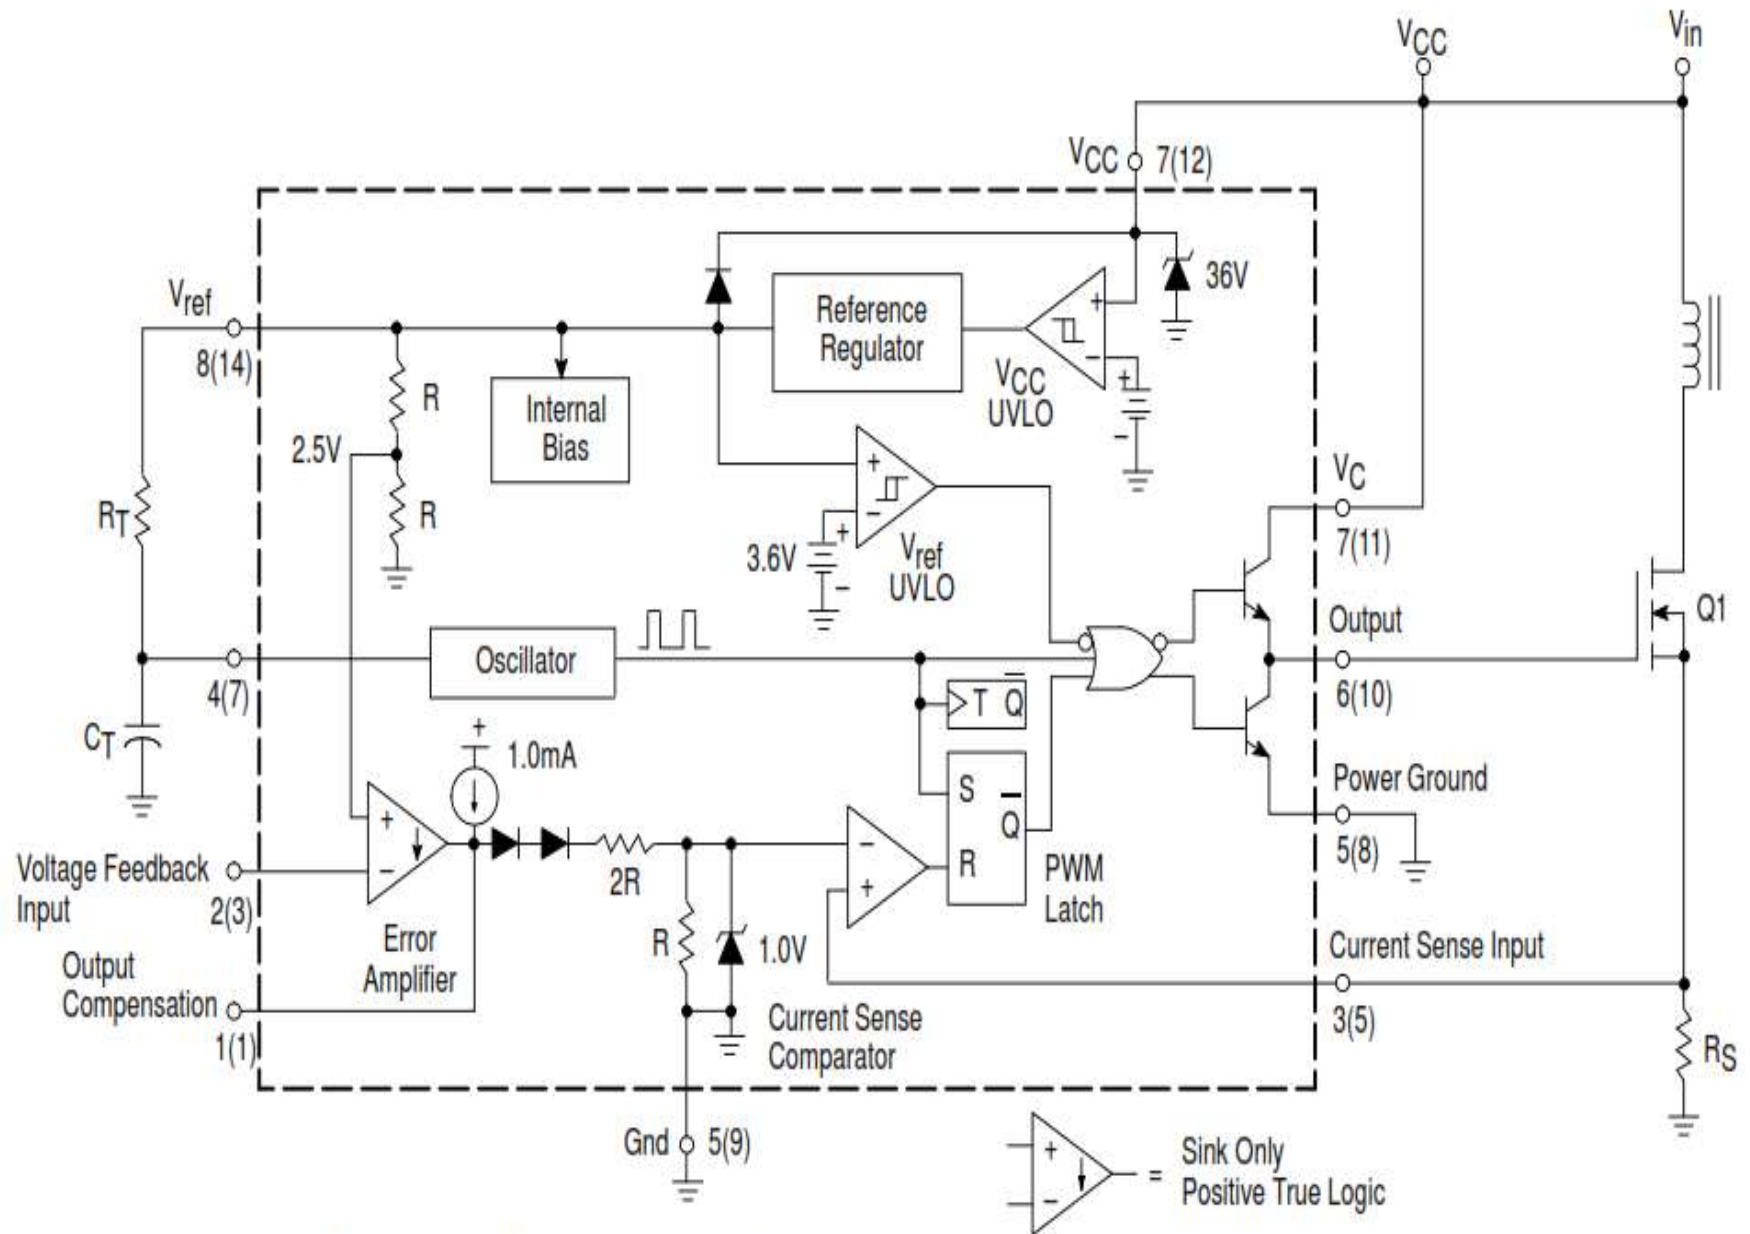 VCC
Vin
VCC
7(12)
Vref
8(14)
Reference
Regulator
+
−
VCC
UVLO
+
−
36V
R
2.5V
R
Internal
Bias
+
−
3.6V
+
−
Vref
UVLO
RT
VC
7(11)
Output
6(10)
Q1
Oscillator
4(7)
CT
T Q
+
1.0mA
S
Q
R
PWM
Latch
Power Ground
5(8)
+
−
Voltage Feedback
Input
2(3)
Error
Amplifier
2R
R
1.0V
−
+
Current Sense
Comparator
Output
Compensation
1(1)
Current Sense Input
3(5)
RS
Gnd
5(9)
+
−
=
Sink Only
Positive True Logic